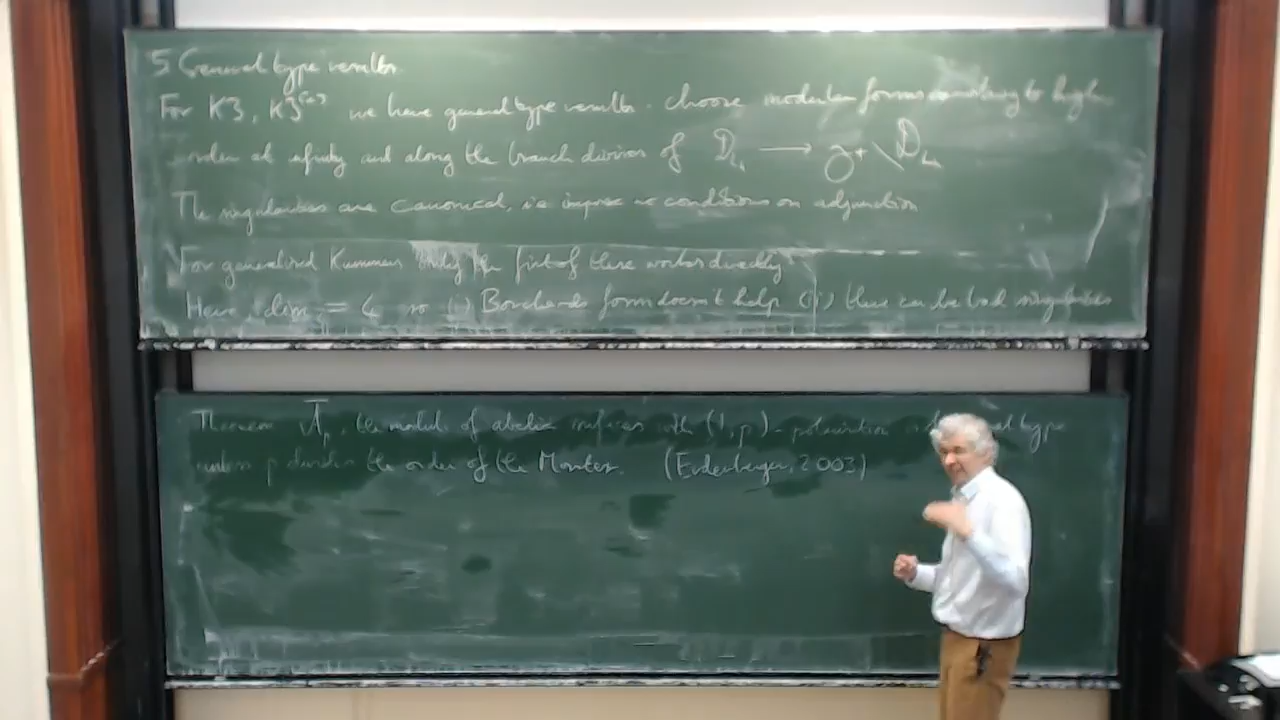 5 General type results
For K3, K3⁽ⁿ⁾ we have general type results. Choose modular forms vanishing to high
order at infinity and along the branch divisor of 𝒟_L → Γ⁺\𝒟_L
The singularities are canonical, i.e impose no conditions on adjunction
For generalised Kummers only the first of these works directly
Here, dim = 4 so (i) Borcherds form doesn't help (ii) there can be bad singularities
Theorem Ā_p, the moduli of abelian surfaces with (1,p)-polarisation is general type
unless p divides the order of the Monster. (Erdenberger, 2003)